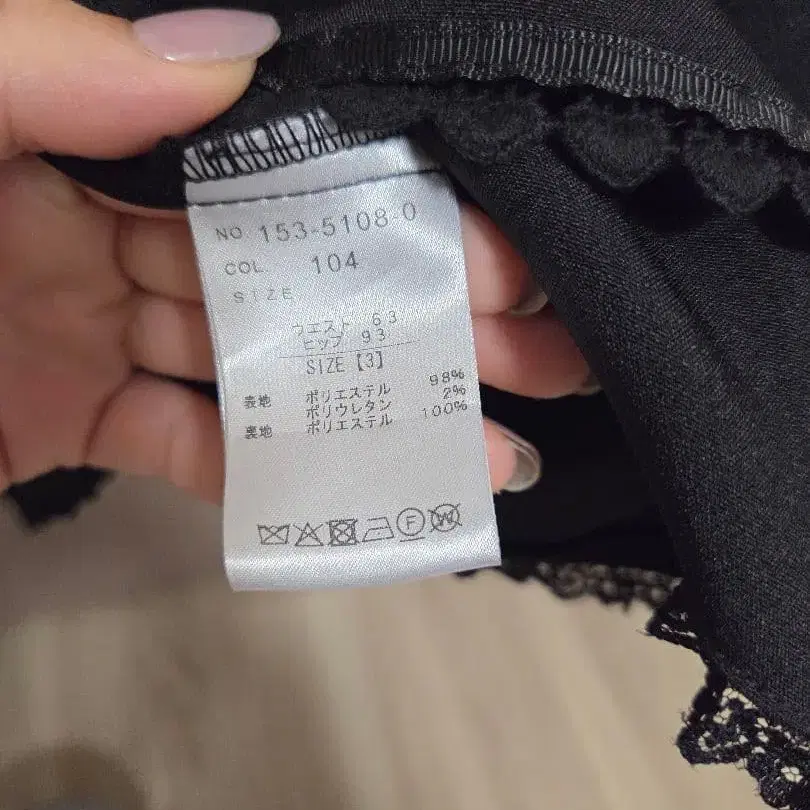 NO. 153-5108-0
COL. 104
SIZE
ウエスト 63
ヒップ 93
SIZE【3】
表地 ポリエステル 98%
ポリウレタン 2%
裏地 ポリエステル 100%
F W